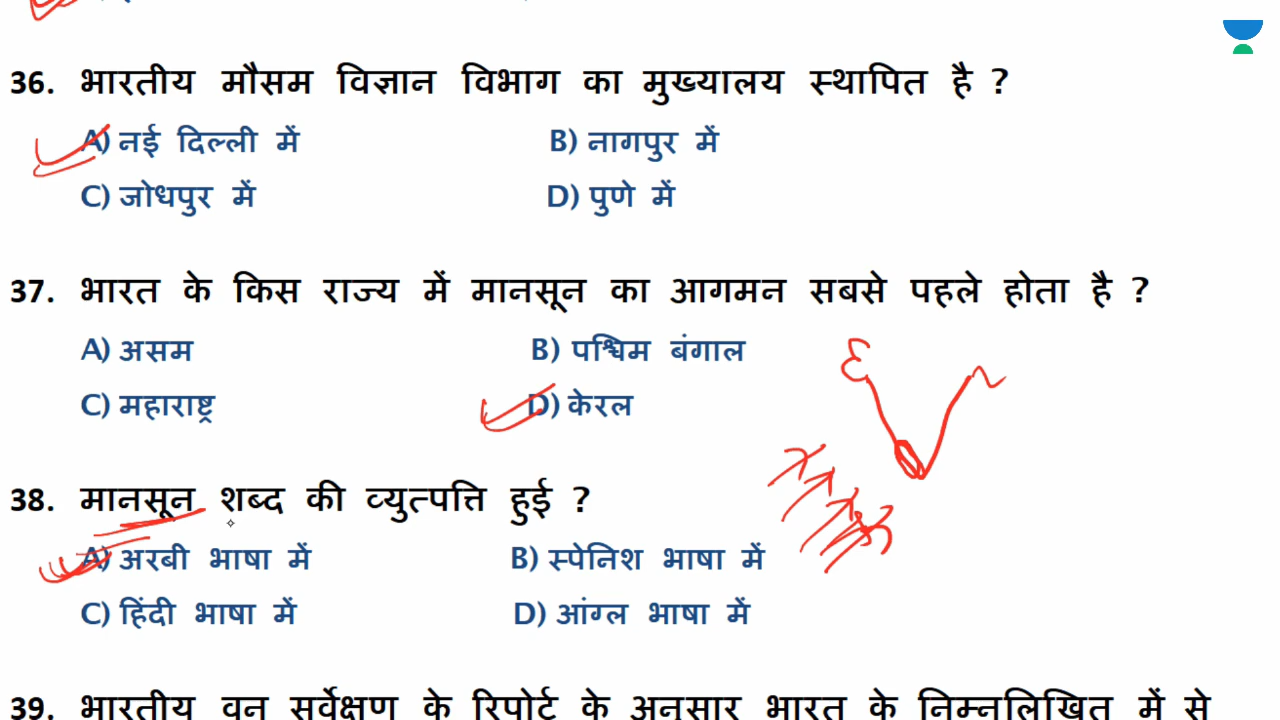 36. भारतीय मौसम विज्ञान विभाग का मुख्यालय स्थापित है ?
A) नई दिल्ली में B) नागपुर में
C) जोधपुर में D) पुणे में
37. भारत के किस राज्य में मानसून का आगमन सबसे पहले होता है ?
A) असम B) पश्चिम बंगाल
C) महाराष्ट्र D) केरल
38. मानसून शब्द की व्युत्पत्ति हुई ?
A) अरबी भाषा में B) स्पेनिश भाषा में
C) हिंदी भाषा में D) आंग्ल भाषा में
39. भारतीय वन सर्वेक्षण के रिपोर्ट के अनुसार भारत के निम्नलिखित में से